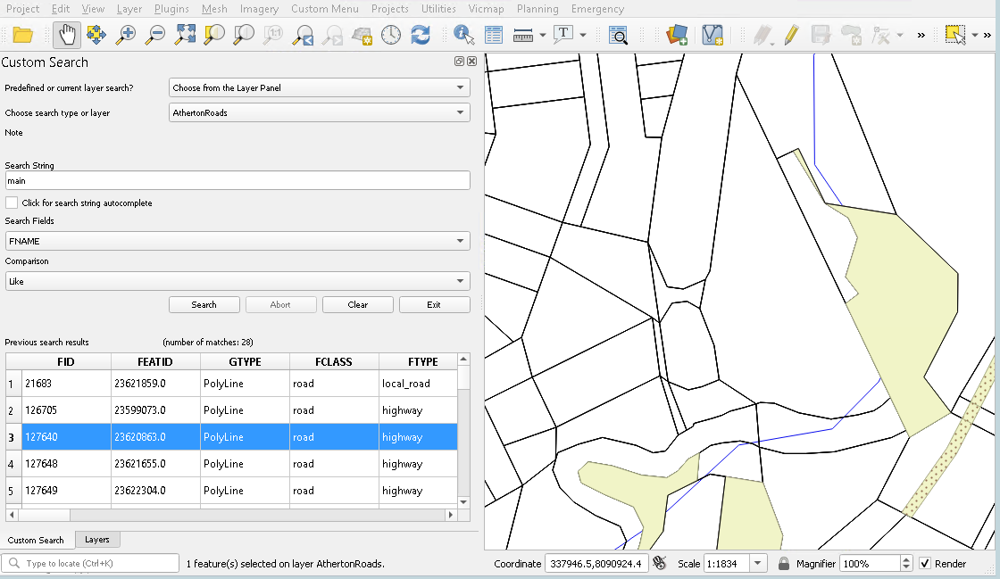 Project Edit View Layer Plugins Mesh Imagery Custom Menu Projects Utilities Vicmap Planning Emergency
1:1
T
»
»
Custom Search
Predefined or current layer search?
Choose from the Layer Panel
Choose search type or layer
AthertonRoads
Note
Search String
main
Click for search string autocomplete
Search Fields
FNAME
Comparison
Like
Search Abort Clear Exit
Previous search results (number of matches: 28)
FID FEATID GTYPE FCLASS FTYPE
1 21683 23621859.0 PolyLine road local_road
2 126705 23599073.0 PolyLine road highway
3 127640 23620863.0 PolyLine road highway
4 127648 23621655.0 PolyLine road highway
5 127649 23622304.0 PolyLine road highway
Custom Search Layers
Type to locate (Ctrl+K) 1 feature(s) selected on layer AthertonRoads. Coordinate 337946.5,8090924.4 Scale 1:1834 Magnifier 100% Render